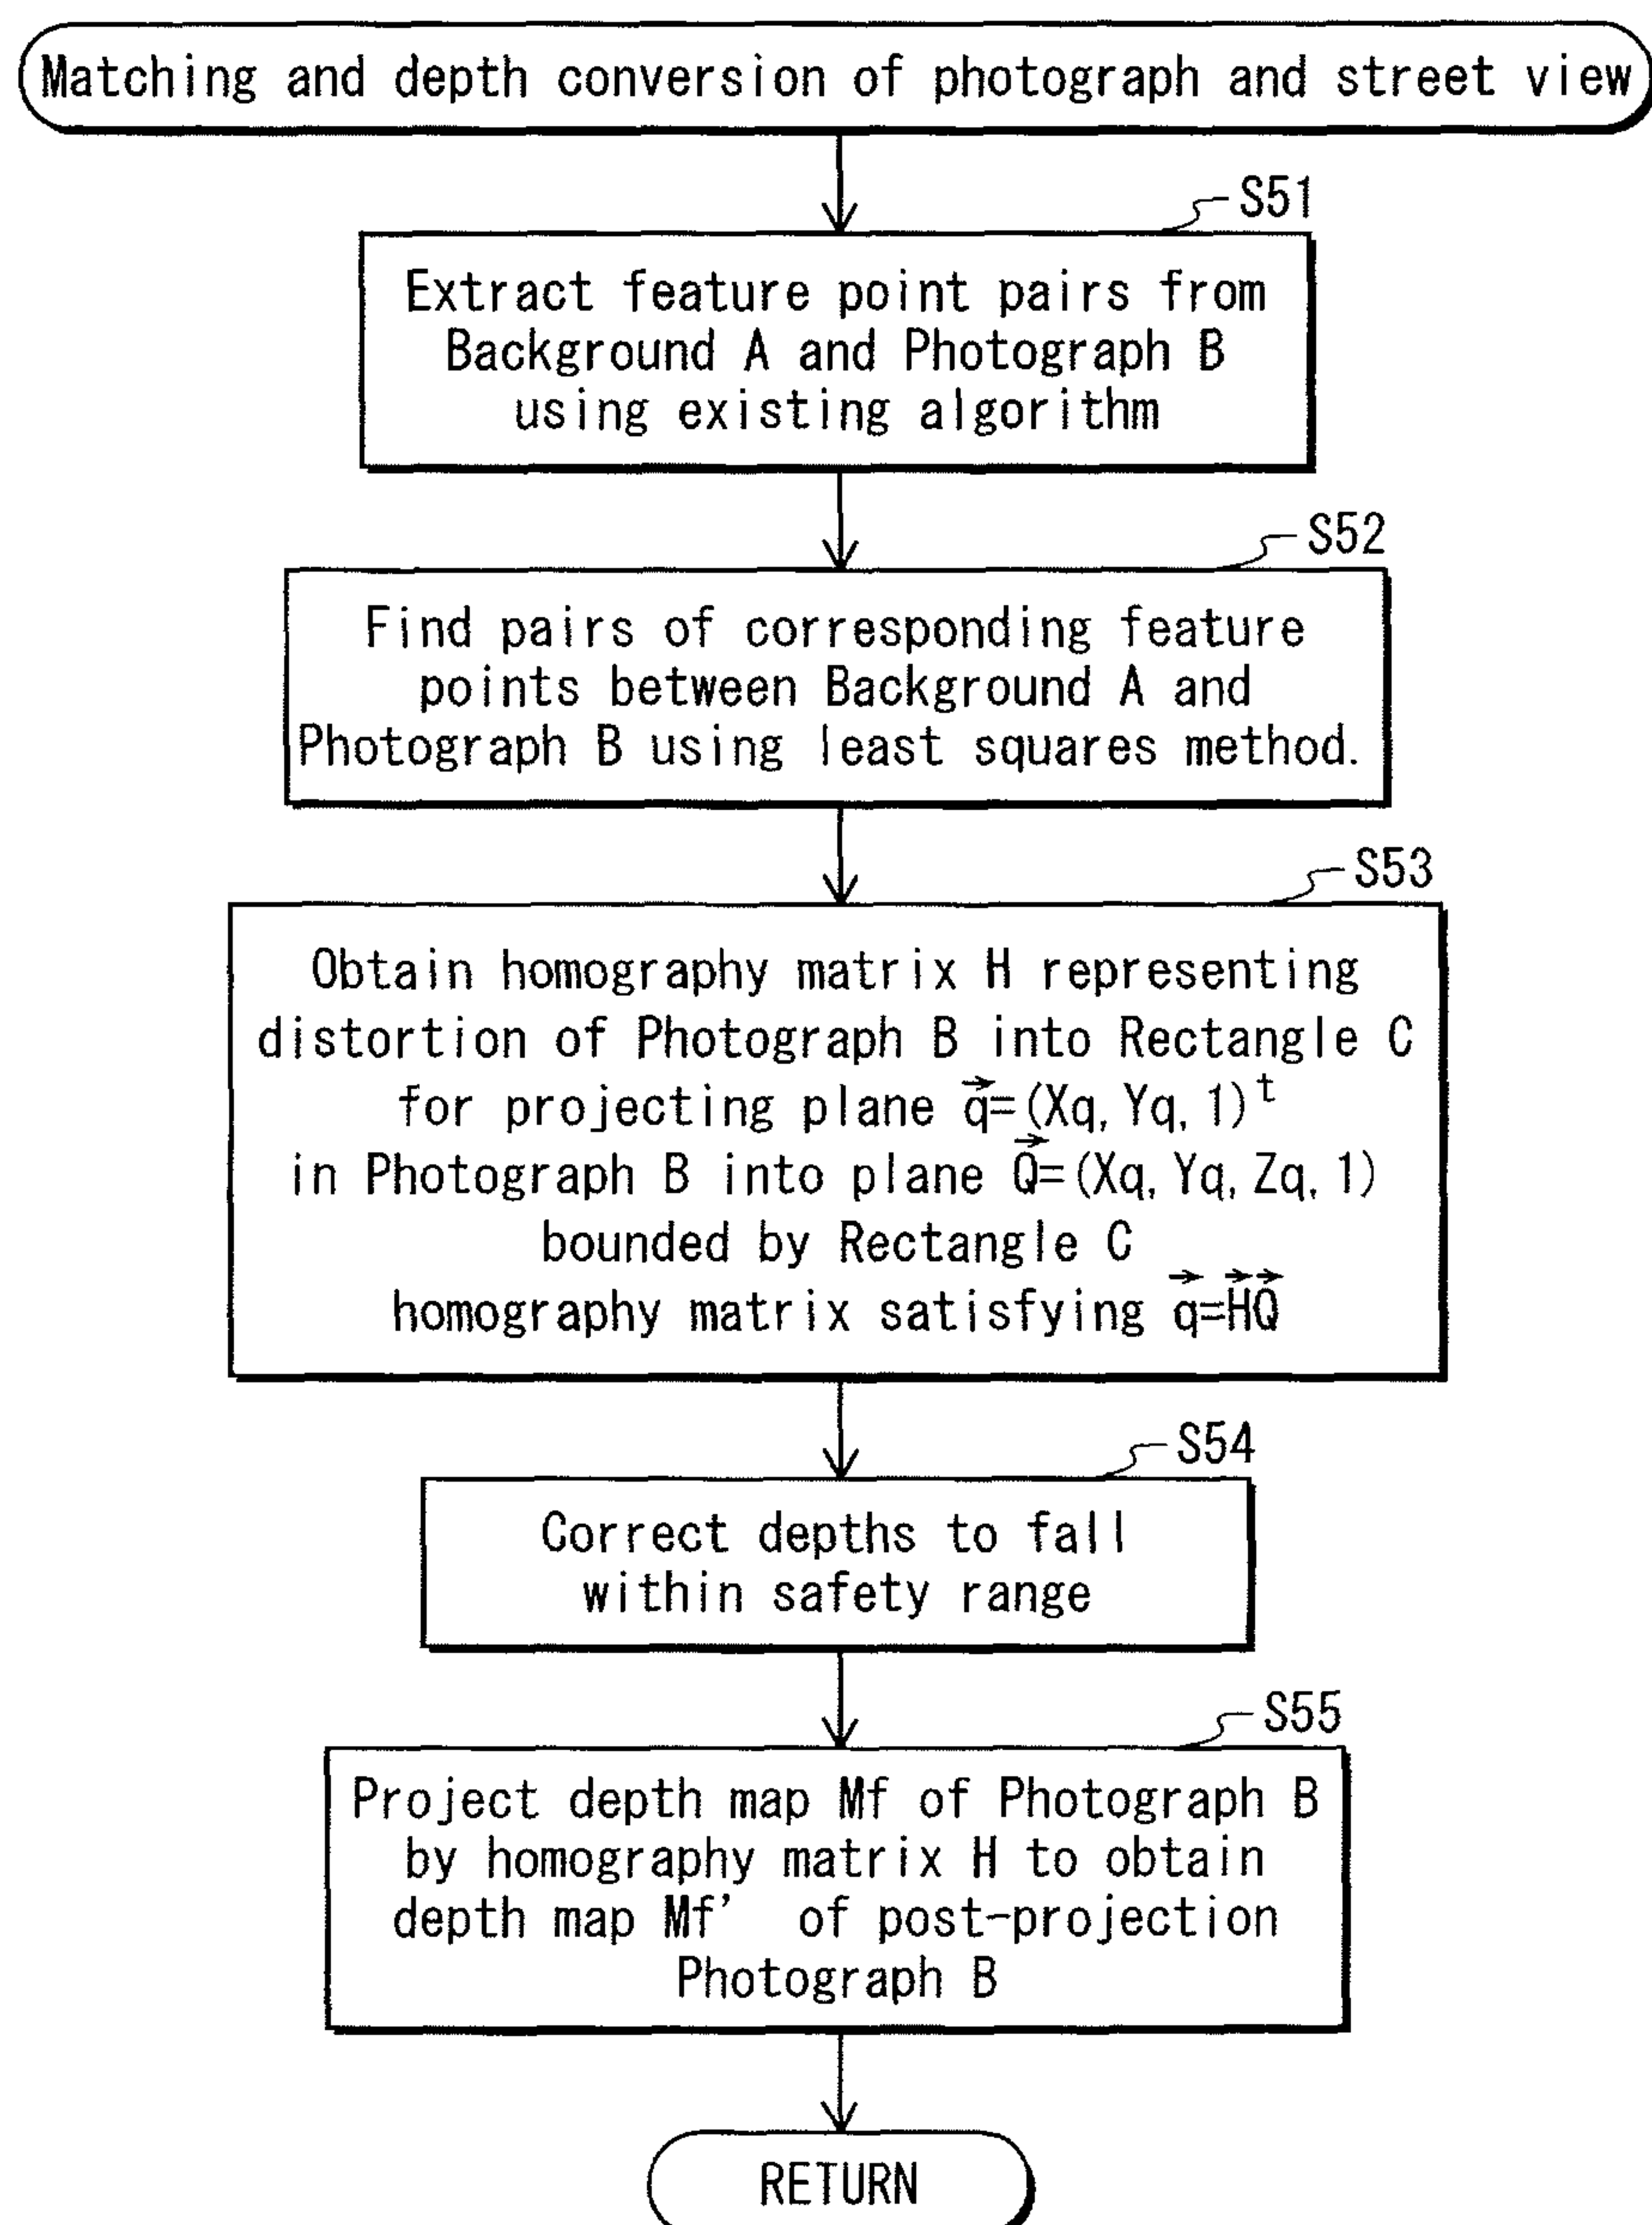 Matching and depth conversion of photograph and street view
S51
Extract feature point pairs from
Background A and Photograph B
using existing algorithm
S52
Find pairs of corresponding feature
points between Background A and
Photograph B using least squares method.
S53
Obtain homography matrix H representing
distortion of Photograph B into Rectangle C
for projecting plane q⃗=(Xq, Yq, 1)ᵗ
in Photograph B into plane Q⃗=(Xq, Yq, Zq, 1)
bounded by Rectangle C
homography matrix satisfying q⃗=H⃗Q⃗
S54
Correct depths to fall
within safety range
S55
Project depth map Mf of Photograph B
by homography matrix H to obtain
depth map Mf' of post-projection
Photograph B
RETURN